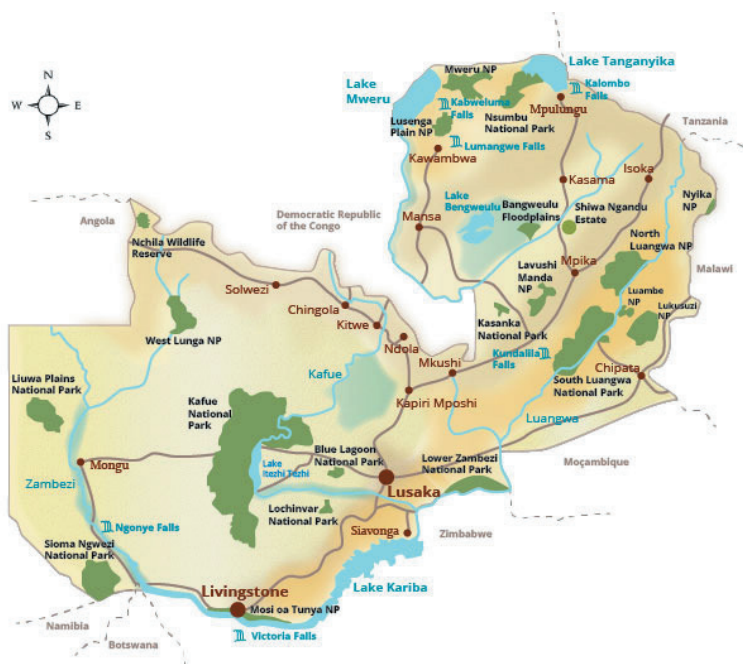 Lake Tanganyika
Mweru NP
Lake
Mweru
Kalombo
Falls
N
W
E
S
Kabweluma
Falls
Mpulungu
Nsumbu
National Park
Lusenga
Plain NP
Tanzania
Lumangwe Falls
Kawambwa
Isoka
Kasama
Nyika
NP
Lake
Bengweulu
Bangweulu
Floodplains
Shiwa Ngandu
Estate
Angola
Democratic Republic
of the Congo
Mansa
North
Luangwa NP
Nchila Wildlife
Reserve
Mpika
Lavushi
Manda
NP
Malawi
Solwezi
Luambe
NP
Lukusuzi
NP
Chingola
Kasanka
National Park
Kitwe
West Lunga NP
Ndola
Kundalila
Falls
Mkushi
Liuwa Plains
National Park
Kafue
Chipata
South Luangwa
National Park
Kafue
National
Park
Kapiri Mposhi
Luangwa
Blue Lagoon
National Park
Lower Zambezi
National Park
Moçambique
Mongu
Lake
Itezhi Tezhi
Zambezi
Lusaka
Lochinvar
National Park
Ngonye Falls
Siavonga
Zimbabwe
Sioma Ngwezi
National Park
Livingstone
Lake Kariba
Mosi oa Tunya NP
Namibia
Victoria Falls
Botswana